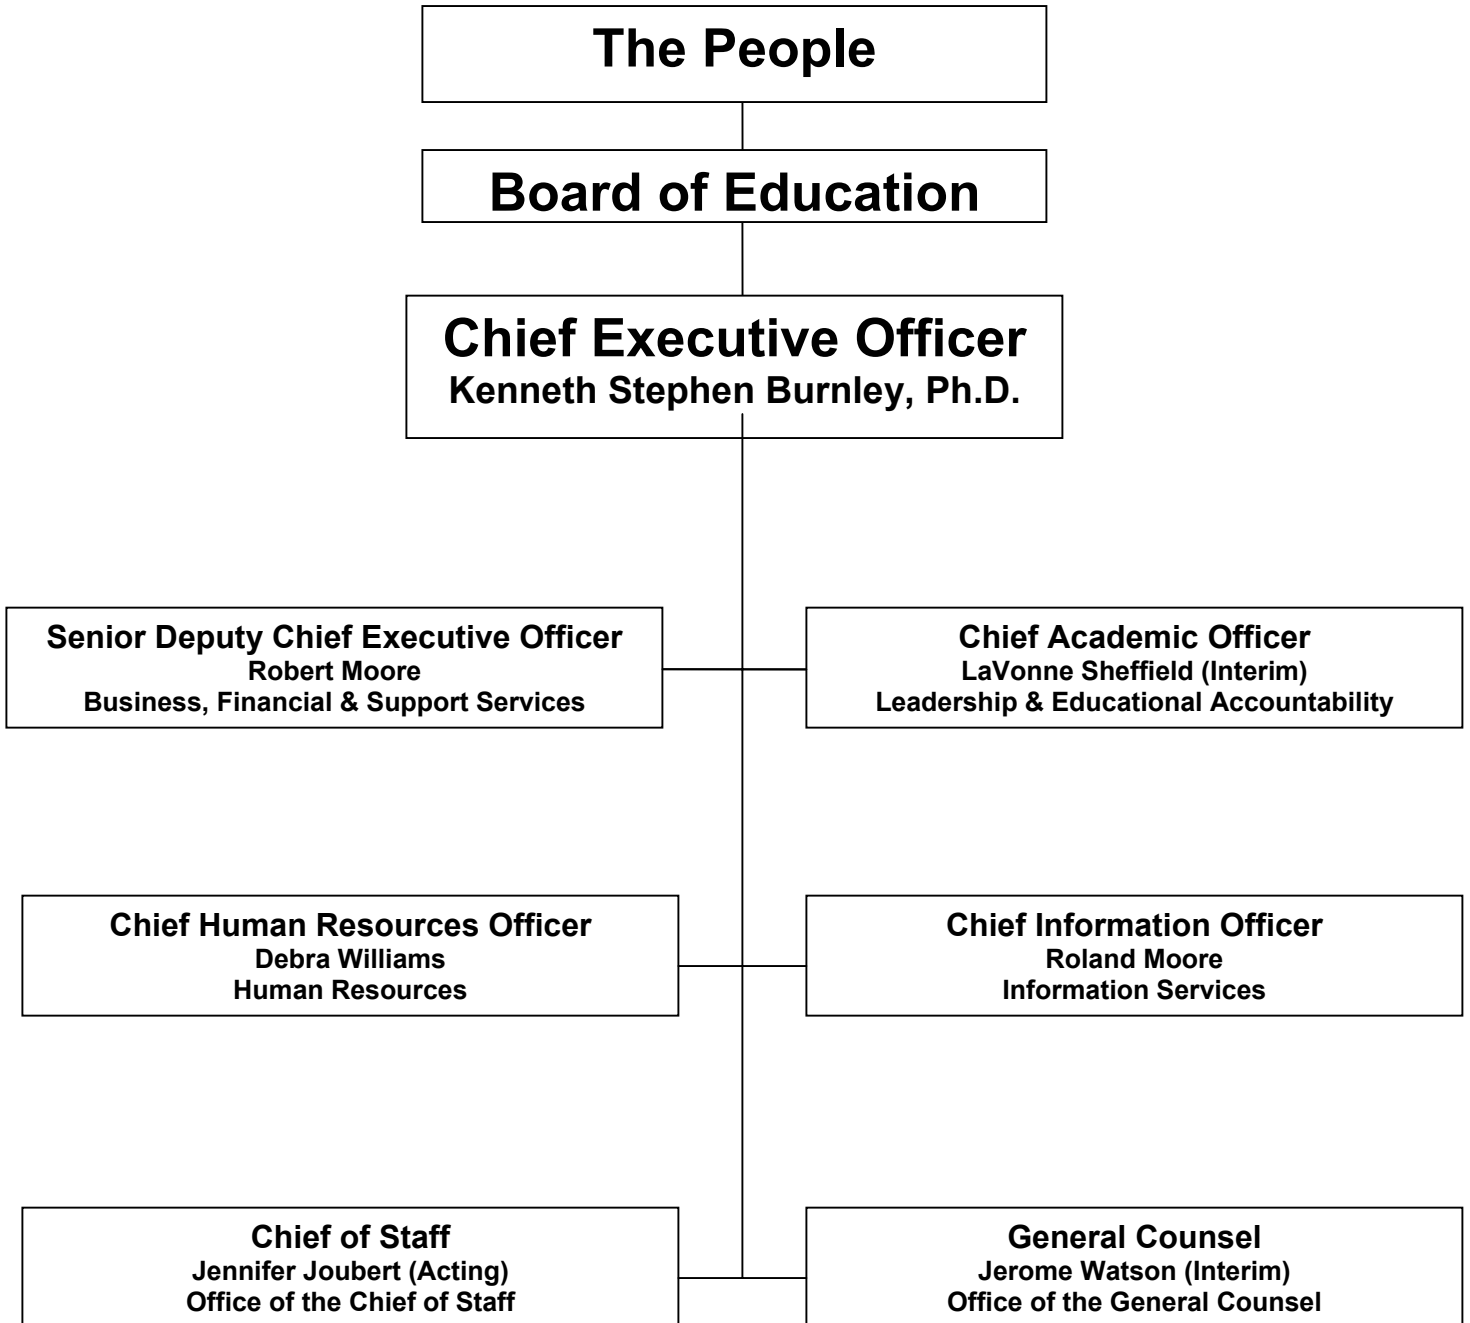 The People
Board of Education
Chief Executive Officer
Kenneth Stephen Burnley, Ph.D.
Senior Deputy Chief Executive Officer
Robert Moore
Business, Financial & Support Services
Chief Academic Officer
LaVonne Sheffield (Interim)
Leadership & Educational Accountability
Chief Human Resources Officer
Debra Williams
Human Resources
Chief Information Officer
Roland Moore
Information Services
Chief of Staff
Jennifer Joubert (Acting)
Office of the Chief of Staff
General Counsel
Jerome Watson (Interim)
Office of the General Counsel